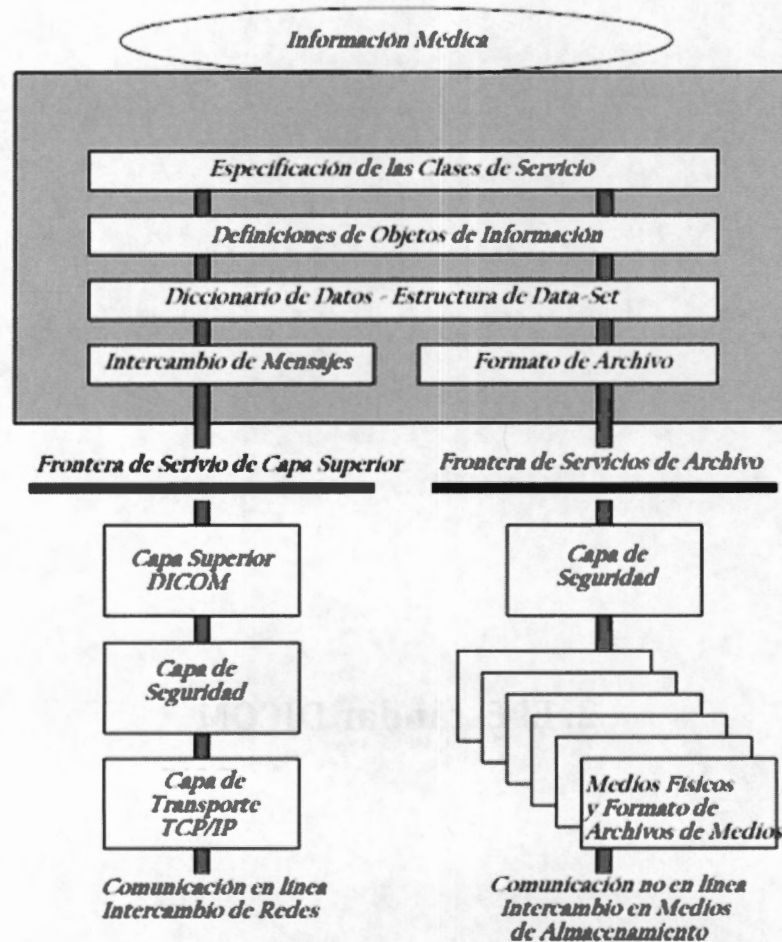 Información Médica
Especificación de las Clases de Servicio
Definiciones de Objetos de Información
Diccionario de Datos - Estructura de Data-Set
Intercambio de Mensajes
Formato de Archivo
Frontera de Serivio de Capa Superior
Frontera de Servicios de Archivo
Capa Superior
DICOM
Capa de
Seguridad
Capa de
Seguridad
Capa de
Transporte
TCP/IP
Medios Físicos
y Formato de
Archivos de Medios
Comunicación en línea
Intercambio de Redes
Comunicación no en línea
Intercambio en Medios
de Almacenamiento